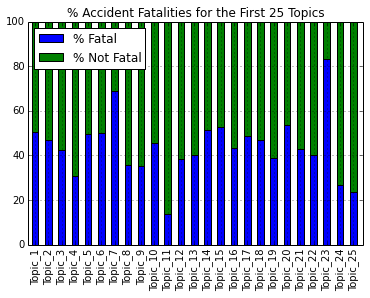 % Accident Fatalities for the First 25 Topics
100
80
60
40
20
0
% Fatal
% Not Fatal
Topic_1
Topic_2
Topic_3
Topic_4
Topic_5
Topic_6
Topic_7
Topic_8
Topic_9
Topic_10
Topic_11
Topic_12
Topic_13
Topic_14
Topic_15
Topic_16
Topic_17
Topic_18
Topic_19
Topic_20
Topic_21
Topic_22
Topic_23
Topic_24
Topic_25